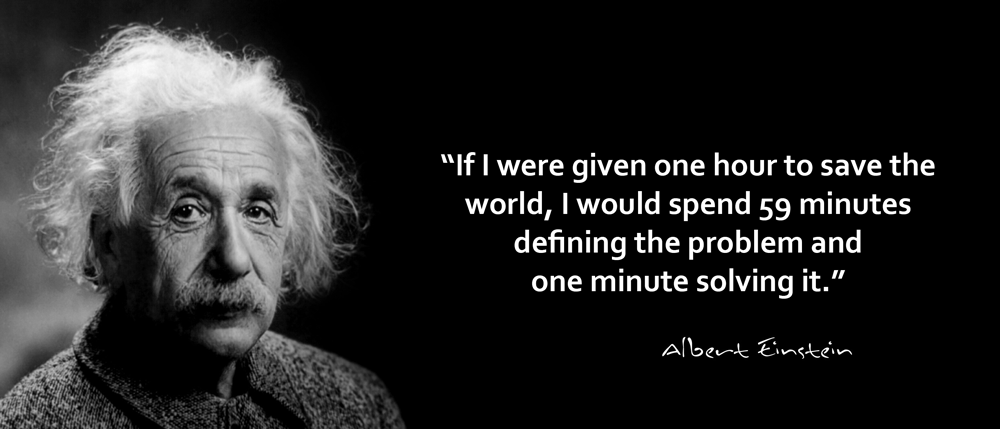 “If I were given one hour to save the
world, I would spend 59 minutes
defining the problem and
one minute solving it.”
Albert Einstein